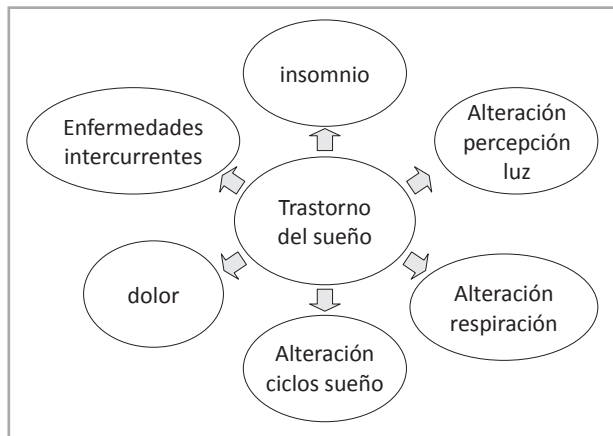 insomnio
Enfermedades
intercurrentes
Alteración
percepción
luz
Trastorno
del sueño
dolor
Alteración
respiración
Alteración
ciclos sueño